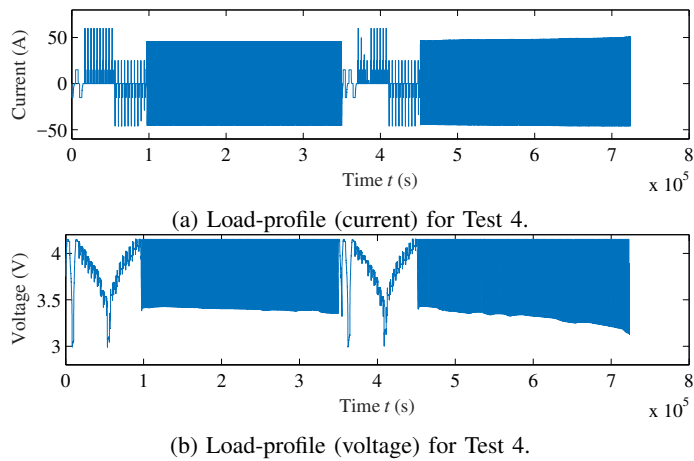 50
0
−50
Current (A)
0 1 2 3 4 5 6 7 8
Time t (s)
x 10^5
(a) Load-profile (current) for Test 4.
4
3.5
3
Voltage (V)
0 1 2 3 4 5 6 7 8
Time t (s)
x 10^5
(b) Load-profile (voltage) for Test 4.